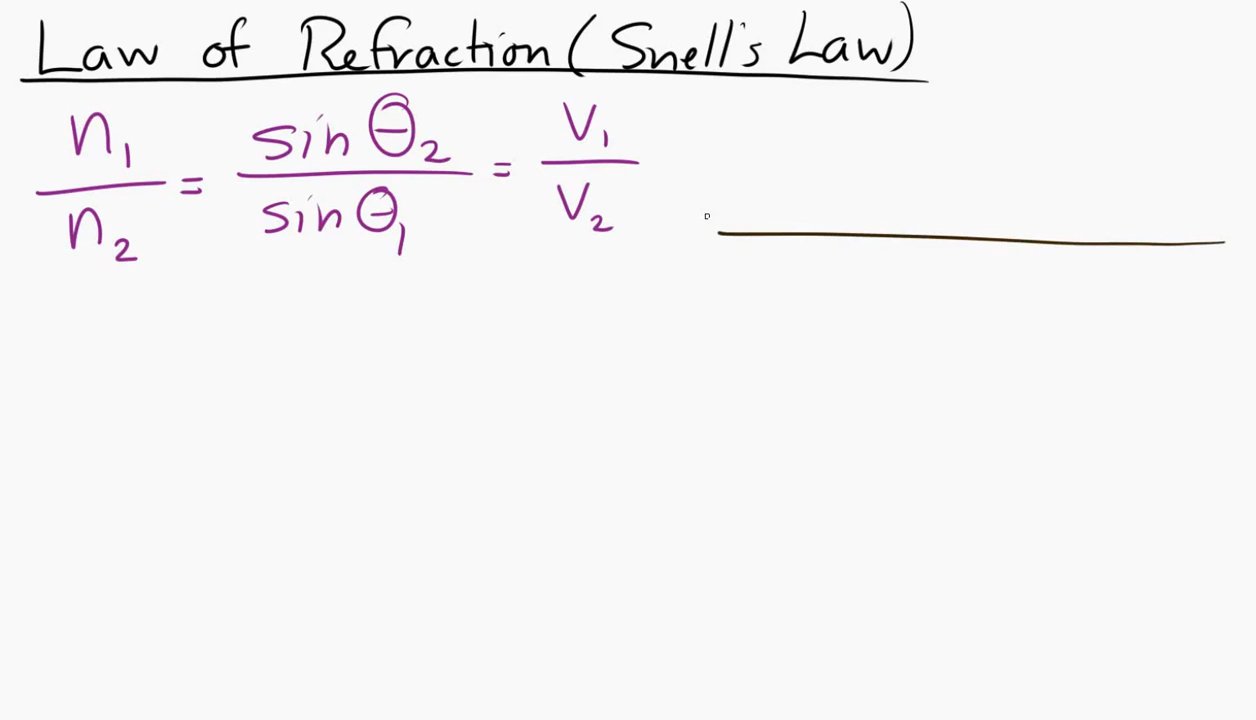 Law of Refraction (Snell's Law)
n₁/n₂ = sin θ₂/sin θ₁ = v₁/v₂